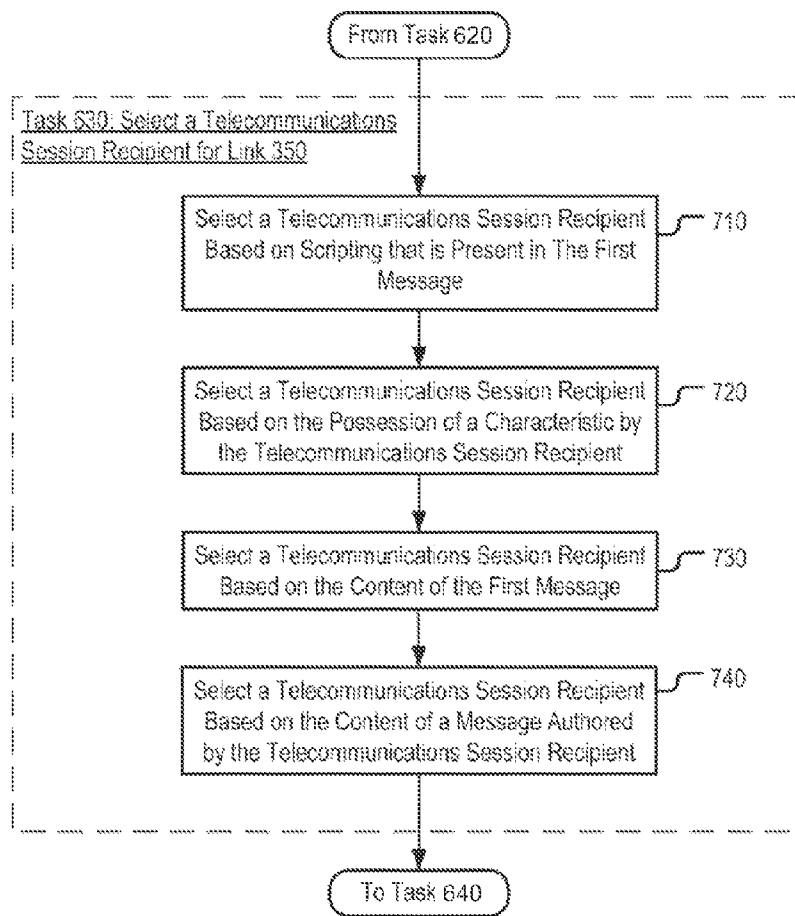 From Task 620
Task 630: Select a Telecommunications
Session Recipient for Link 350
Select a Telecommunications Session Recipient
Based on Scripting that is Present in The First
Message
710
Select a Telecommunications Session Recipient
Based on the Possession of a Characteristic by
the Telecommunications Session Recipient
720
Select a Telecommunications Session Recipient
Based on the Content of the First Message
730
Select a Telecommunications Session Recipient
Based on the Content of a Message Authored
by the Telecommunications Session Recipient
740
To Task 640